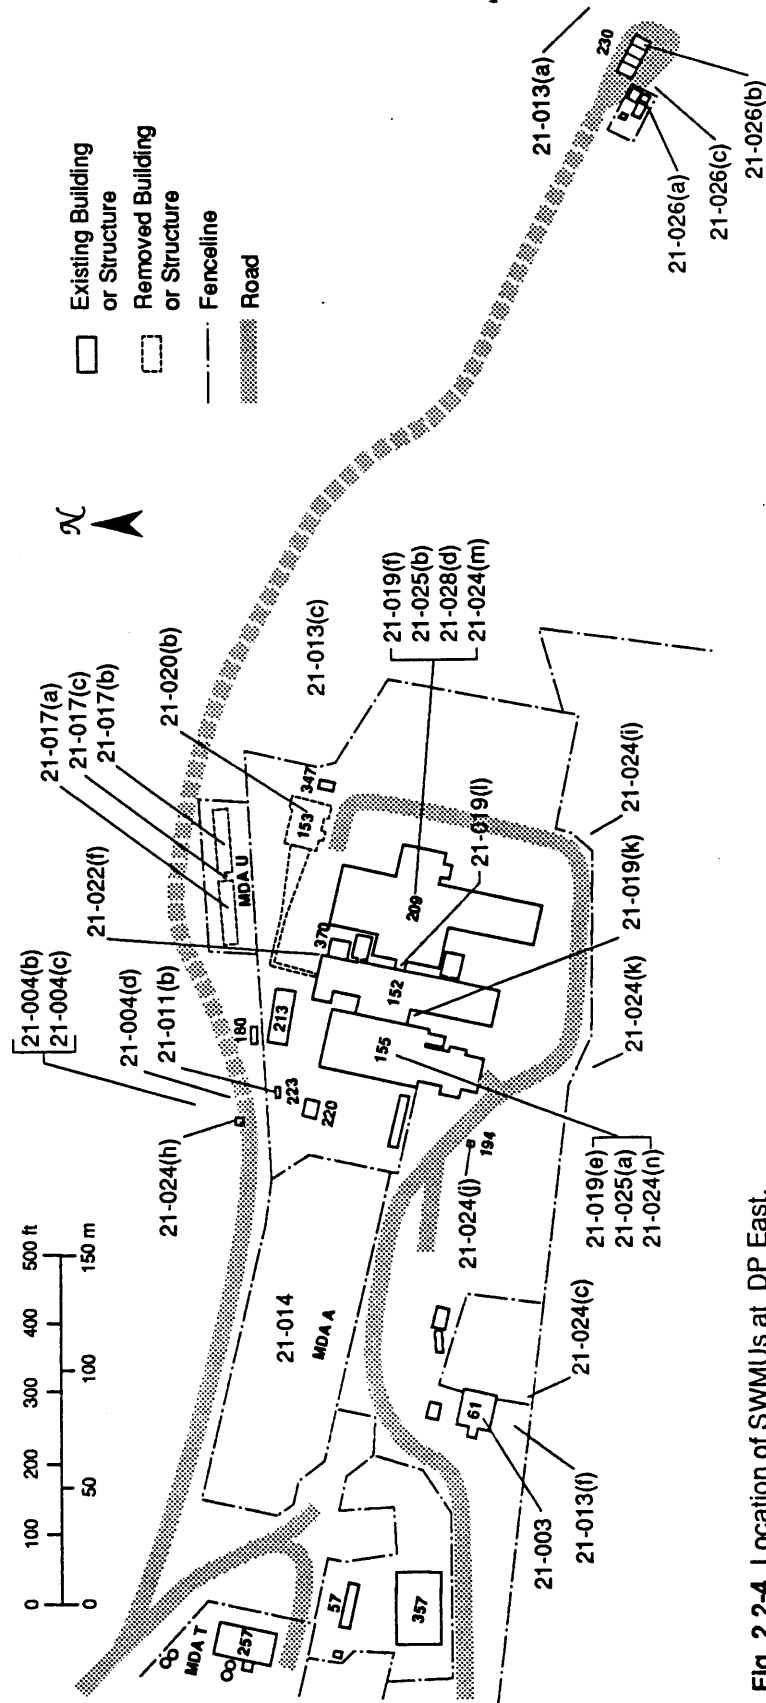 0 100 200 300 400 500 ft
0 50 100 150 m
N
Existing Building
or Structure
Removed Building
or Structure
Fenceline
Road
21-004(b)
21-004(c)
21-004(d)
21-011(b)
21-024(h)
21-022(f)
21-017(a)
21-017(c)
21-017(b)
21-020(b)
21-013(c)
21-013(a)
230
21-026(a)
21-026(c)
21-026(b)
MDA T
257
57
357
21-014
MDA A
180
223
220
213
MDA U
153
347
370
152
155
209
194
61
21-019(f)
21-025(b)
21-028(d)
21-024(m)
21-019(l)
21-024(i)
21-019(k)
21-024(k)
21-024(j)
21-019(e)
21-025(a)
21-024(n)
21-024(c)
21-003
21-013(f)
Fig. 2.2-4 Location of SWMUs at DP East.